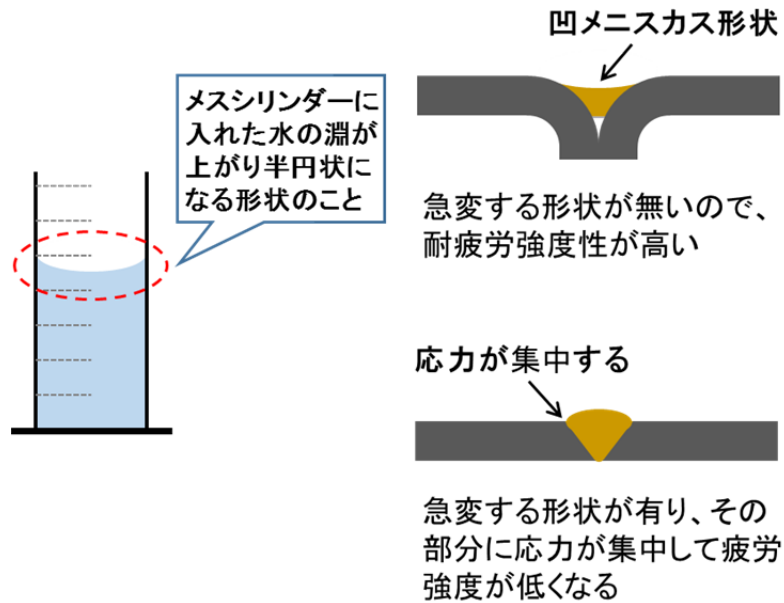 メスシリンダーに
入れた水の淵が
上がり半円状に
なる形状のこと
凹メニスカス形状
急変する形状が無いので、
耐疲労強度性が高い
応力が集中する
急変する形状が有り、その
部分に応力が集中して疲労
強度が低くなる